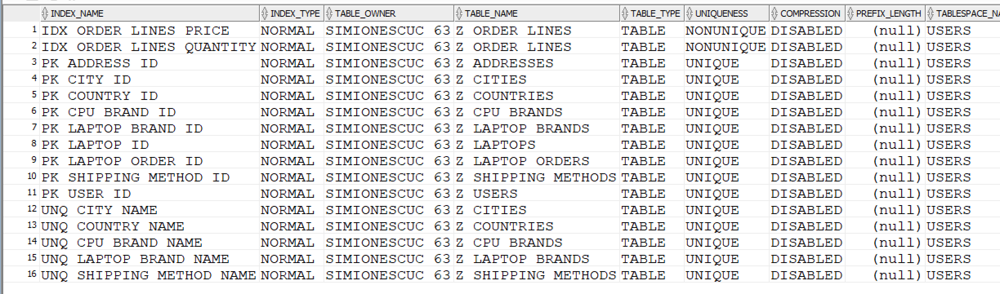 INDEX_NAME INDEX_TYPE TABLE_OWNER TABLE_NAME TABLE_TYPE UNIQUENESS COMPRESSION PREFIX_LENGTH
1 IDX ORDER LINES PRICE NORMAL SIMIONESCUC 63 Z ORDER LINES TABLE NONUNIQUE DISABLED (null) USERS
2 IDX ORDER LINES QUANTITY NORMAL SIMIONESCUC 63 Z ORDER LINES TABLE NONUNIQUE DISABLED (null) USERS
3 PK ADDRESS ID NORMAL SIMIONESCUC 63 Z ADDRESSES TABLE UNIQUE DISABLED (null) USERS
4 PK CITY ID NORMAL SIMIONESCUC 63 Z CITIES TABLE UNIQUE DISABLED (null) USERS
5 PK COUNTRY ID NORMAL SIMIONESCUC 63 Z COUNTRIES TABLE UNIQUE DISABLED (null) USERS
6 PK CPU BRAND ID NORMAL SIMIONESCUC 63 Z CPU BRANDS TABLE UNIQUE DISABLED (null) USERS
7 PK LAPTOP BRAND ID NORMAL SIMIONESCUC 63 Z LAPTOP BRANDS TABLE UNIQUE DISABLED (null) USERS
8 PK LAPTOP ID NORMAL SIMIONESCUC 63 Z LAPTOPS TABLE UNIQUE DISABLED (null) USERS
9 PK LAPTOP ORDER ID NORMAL SIMIONESCUC 63 Z LAPTOP ORDERS TABLE UNIQUE DISABLED (null) USERS
10 PK SHIPPING METHOD ID NORMAL SIMIONESCUC 63 Z SHIPPING METHODS TABLE UNIQUE DISABLED (null) USERS
11 PK USER ID NORMAL SIMIONESCUC 63 Z USERS TABLE UNIQUE DISABLED (null) USERS
12 UNQ CITY NAME NORMAL SIMIONESCUC 63 Z CITIES TABLE UNIQUE DISABLED (null) USERS
13 UNQ COUNTRY NAME NORMAL SIMIONESCUC 63 Z COUNTRIES TABLE UNIQUE DISABLED (null) USERS
14 UNQ CPU BRAND NAME NORMAL SIMIONESCUC 63 Z CPU BRANDS TABLE UNIQUE DISABLED (null) USERS
15 UNQ LAPTOP BRAND NAME NORMAL SIMIONESCUC 63 Z LAPTOP BRANDS TABLE UNIQUE DISABLED (null) USERS
16 UNQ SHIPPING METHOD NAME NORMAL SIMIONESCUC 63 Z SHIPPING METHODS TABLE UNIQUE DISABLED (null) USERS